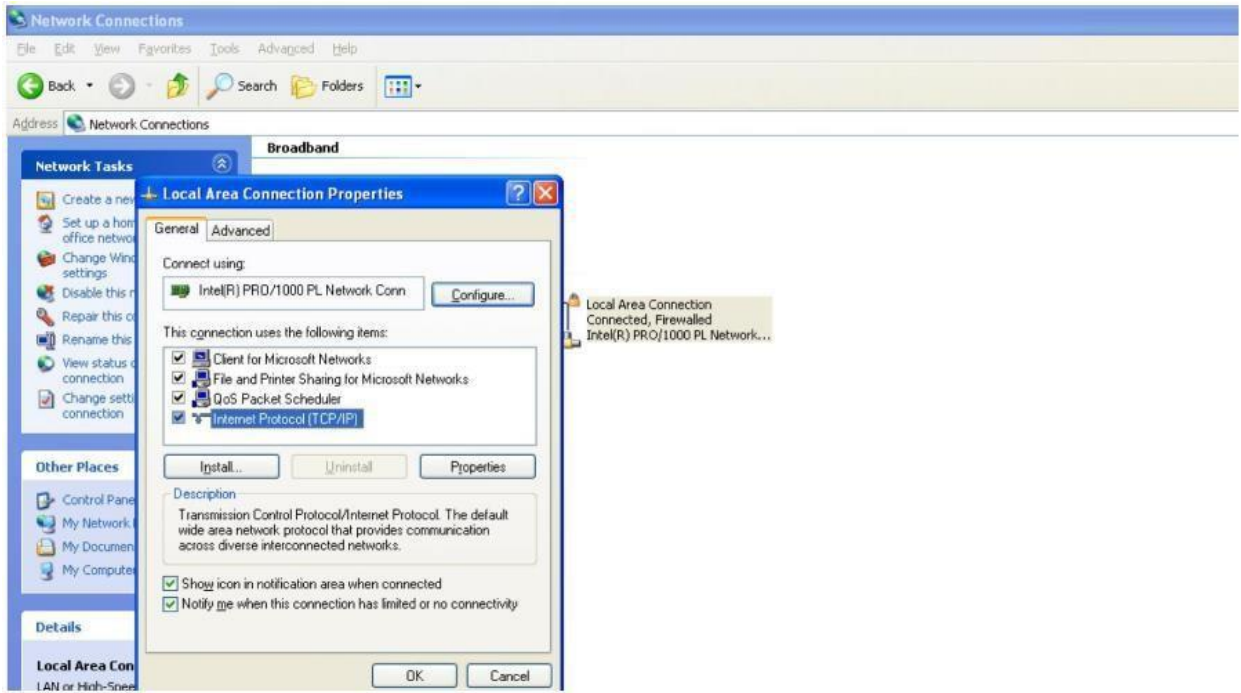 Network Connections
File Edit View Favorites Tools Advanced Help
Back Search Folders
Address Network Connections
Broadband
Network Tasks
Create a new
Set up a hom
office netwo
Change Wind
settings
Disable this n
Repair this co
Rename this
View status o
connection
Change setti
connection
Other Places
Control Pane
My Network
My Documen
My Computer
Details
Local Area Con
LAN or High-Spee
Local Area Connection Properties
General Advanced
Connect using:
Intel(R) PRO/1000 PL Network Conn Configure...
This connection uses the following items:
Client for Microsoft Networks
File and Printer Sharing for Microsoft Networks
QoS Packet Scheduler
Internet Protocol (TCP/IP)
Install... Uninstall Properties
Description
Transmission Control Protocol/Internet Protocol. The default
wide area network protocol that provides communication
across diverse interconnected networks.
Show icon in notification area when connected
Notify me when this connection has limited or no connectivity
OK Cancel
Local Area Connection
Connected, Firewalled
Intel(R) PRO/1000 PL Network...